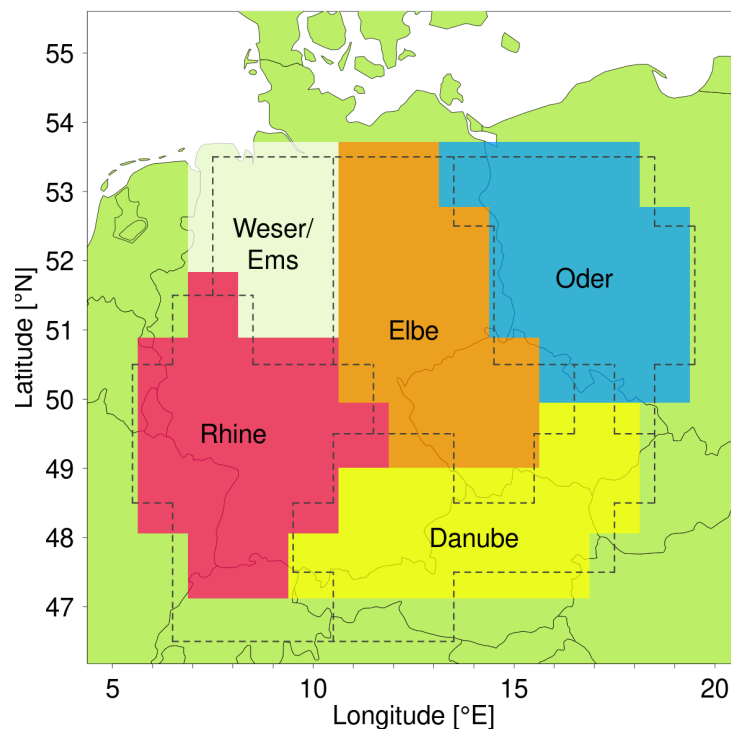 55
54
53
52
51
50
49
48
47
Latitude [°N]
Weser/
Ems
Oder
Elbe
Rhine
Danube
5
10
15
20
Longitude [°E]